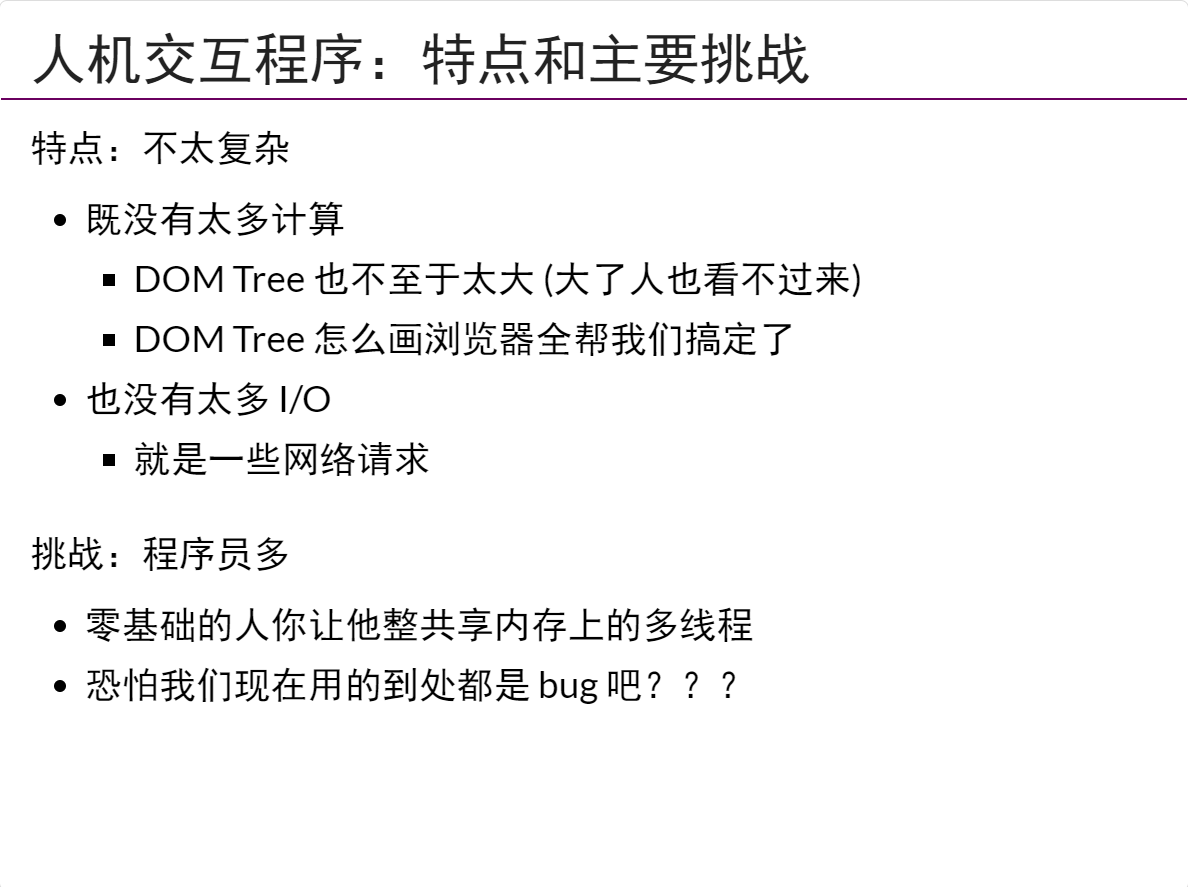 人机交互程序：特点和主要挑战
特点：不太复杂
既没有太多计算
DOM Tree 也不至于太大 (大了人也看不过来)
DOM Tree 怎么画浏览器全帮我们搞定了
也没有太多 I/O
就是一些网络请求
挑战：程序员多
零基础的人你让他整共享内存上的多线程
恐怕我们现在用的到处都是 bug 吧？？？